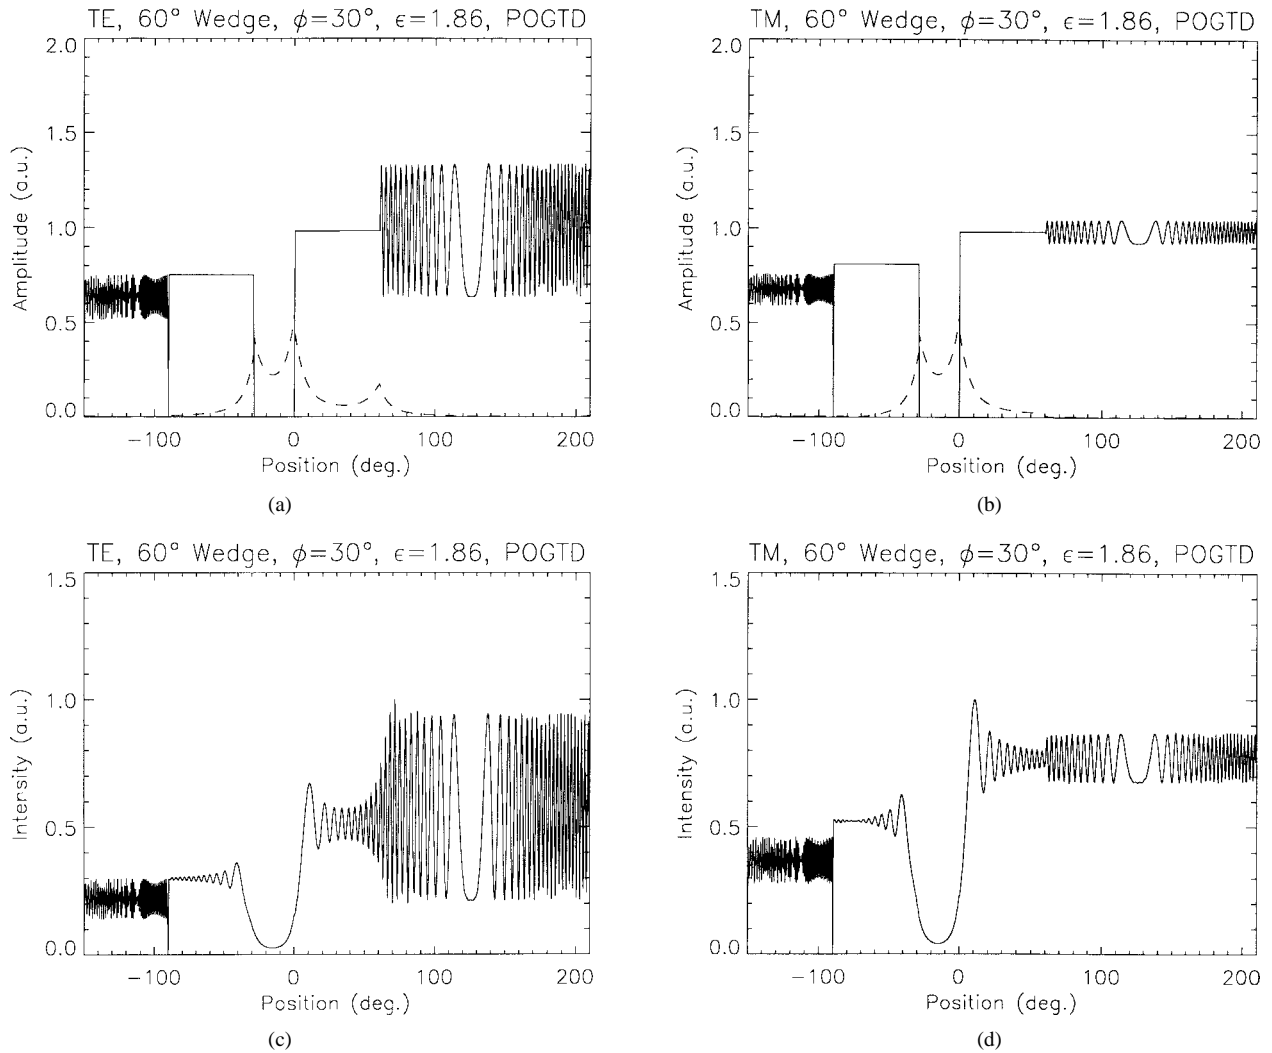 TE, 60° Wedge, ϕ=30°, ϵ=1.86, POGTD
2.0
1.5
1.0
0.5
0.0
Amplitude (a.u.)
−100 0 100 200
Position (deg.)
(a)
TM, 60° Wedge, ϕ=30°, ϵ=1.86, POGTD
2.0
1.5
1.0
0.5
0.0
Amplitude (a.u.)
−100 0 100 200
Position (deg.)
(b)
TE, 60° Wedge, ϕ=30°, ϵ=1.86, POGTD
1.5
1.0
0.5
0.0
Intensity (a.u.)
−100 0 100 200
Position (deg.)
(c)
TM, 60° Wedge, ϕ=30°, ϵ=1.86, POGTD
1.5
1.0
0.5
0.0
Intensity (a.u.)
−100 0 100 200
Position (deg.)
(d)